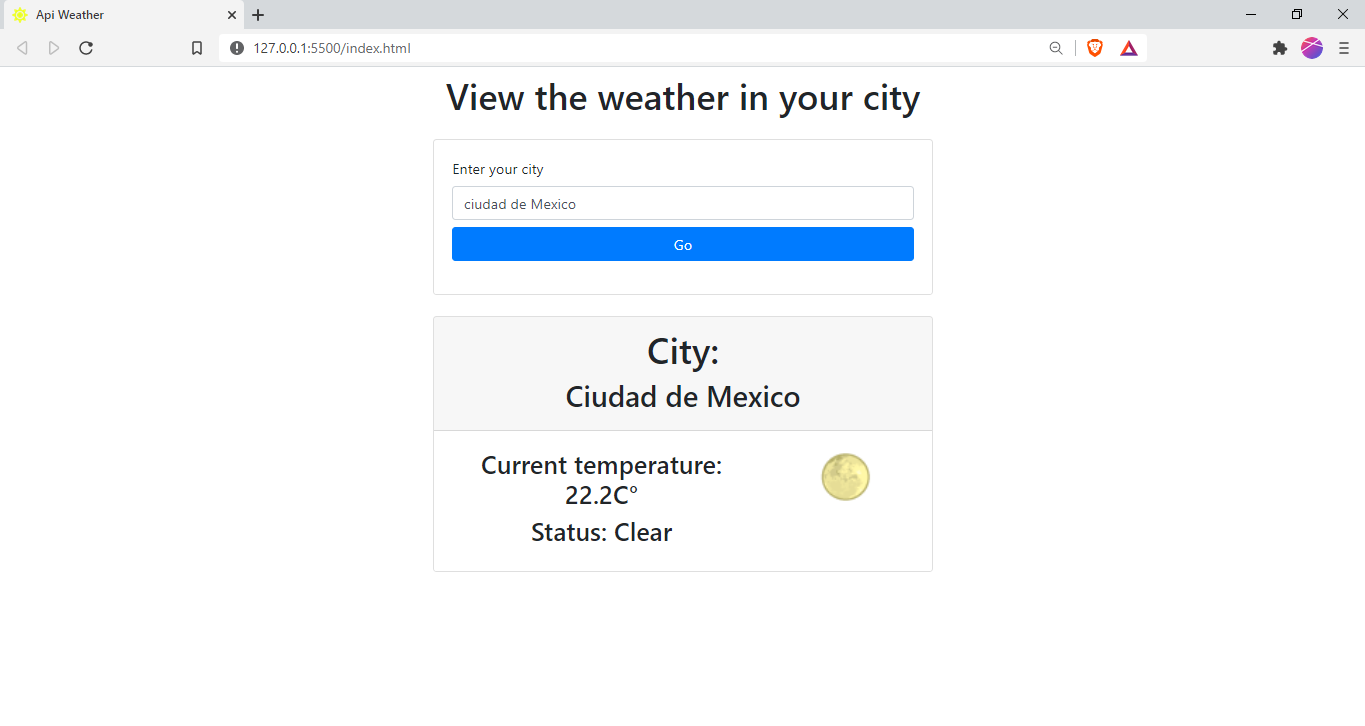 Api Weather
127.0.0.1:5500/index.html
View the weather in your city
Enter your city
ciudad de Mexico
Go
City:
Ciudad de Mexico
Current temperature:
22.2C°
Status: Clear